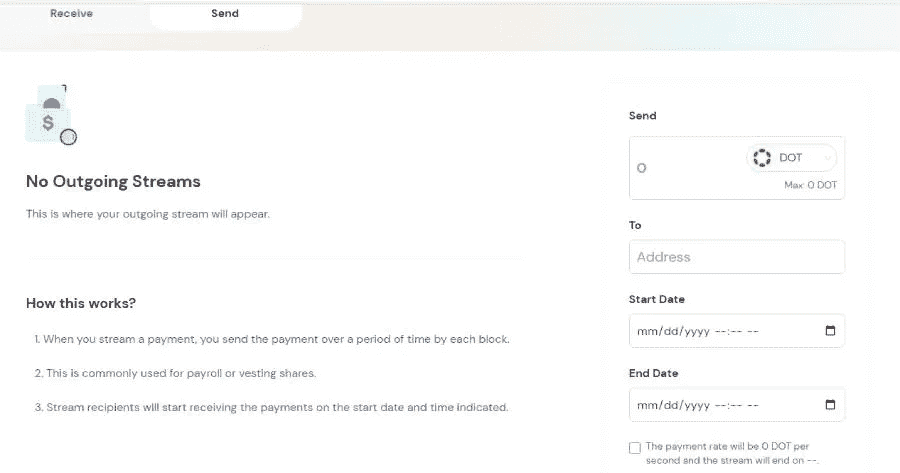 Receive
Send
$
No Outgoing Streams
This is where your outgoing stream will appear.
How this works?
1. When you stream a payment, you send the payment over a period of time by each block.
2. This is commonly used for payroll or vesting shares.
3. Stream recipients will start receiving the payments on the start date and time indicated.
Send
0
DOT
Max: 0 DOT
To
Address
Start Date
mm/dd/yyyy --:-- --
End Date
mm/dd/yyyy --:-- --
The payment rate will be 0 DOT per
second and the stream will end on --.